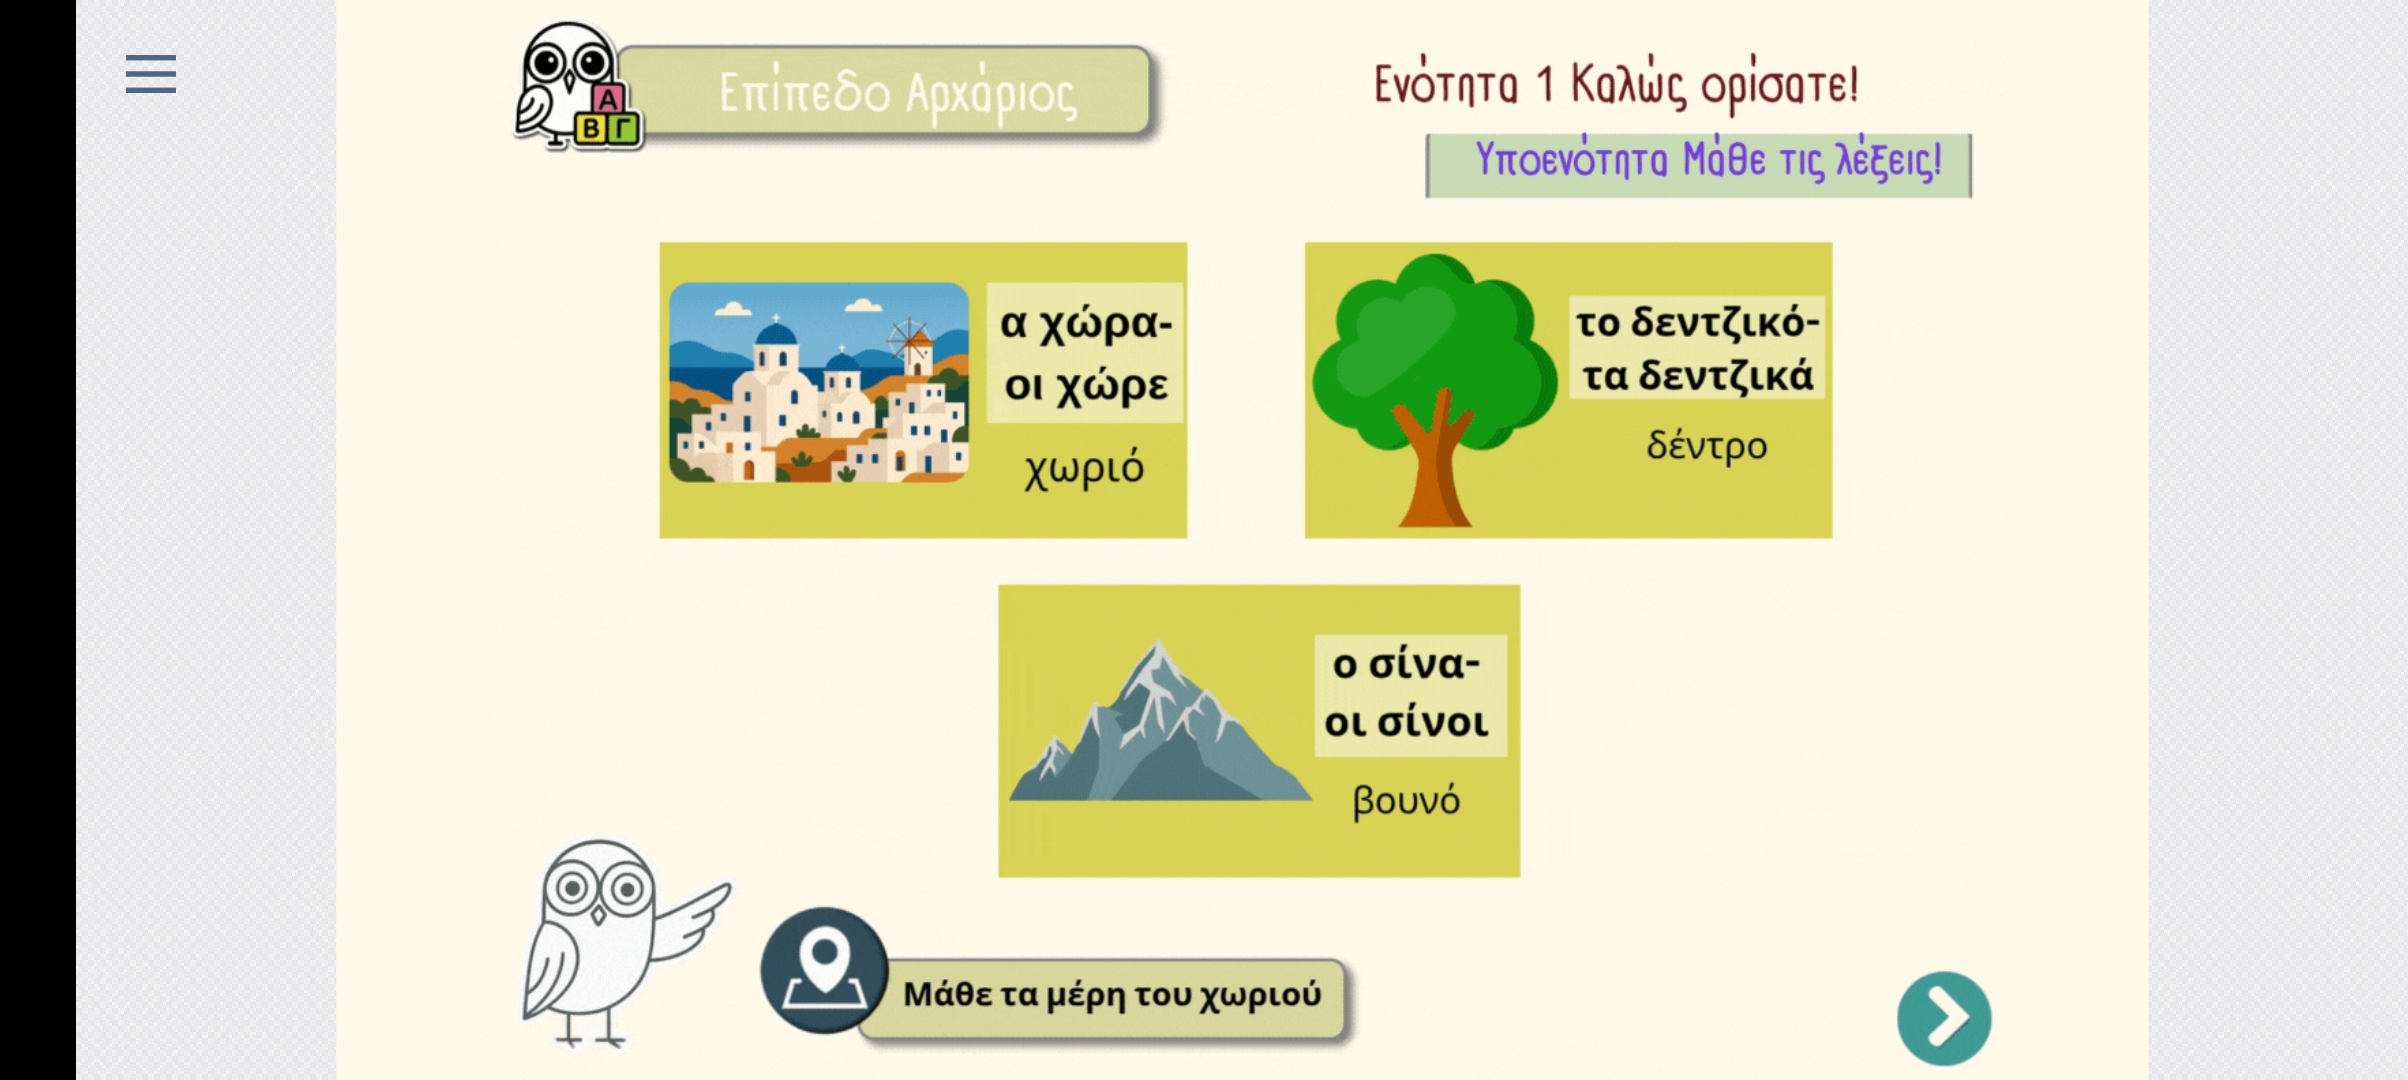 Επίπεδο Αρχάριος
Α
Β Γ
Ενότητα 1 Καλώς ορίσατε!
Υποενότητα Μάθε τις λέξεις!
α χώρα-
οι χώρε
χωριό
το δεντζικό-
τα δεντζικά
δέντρο
ο σίνα-
οι σίνοι
βουνό
Μάθε τα μέρη του χωριού